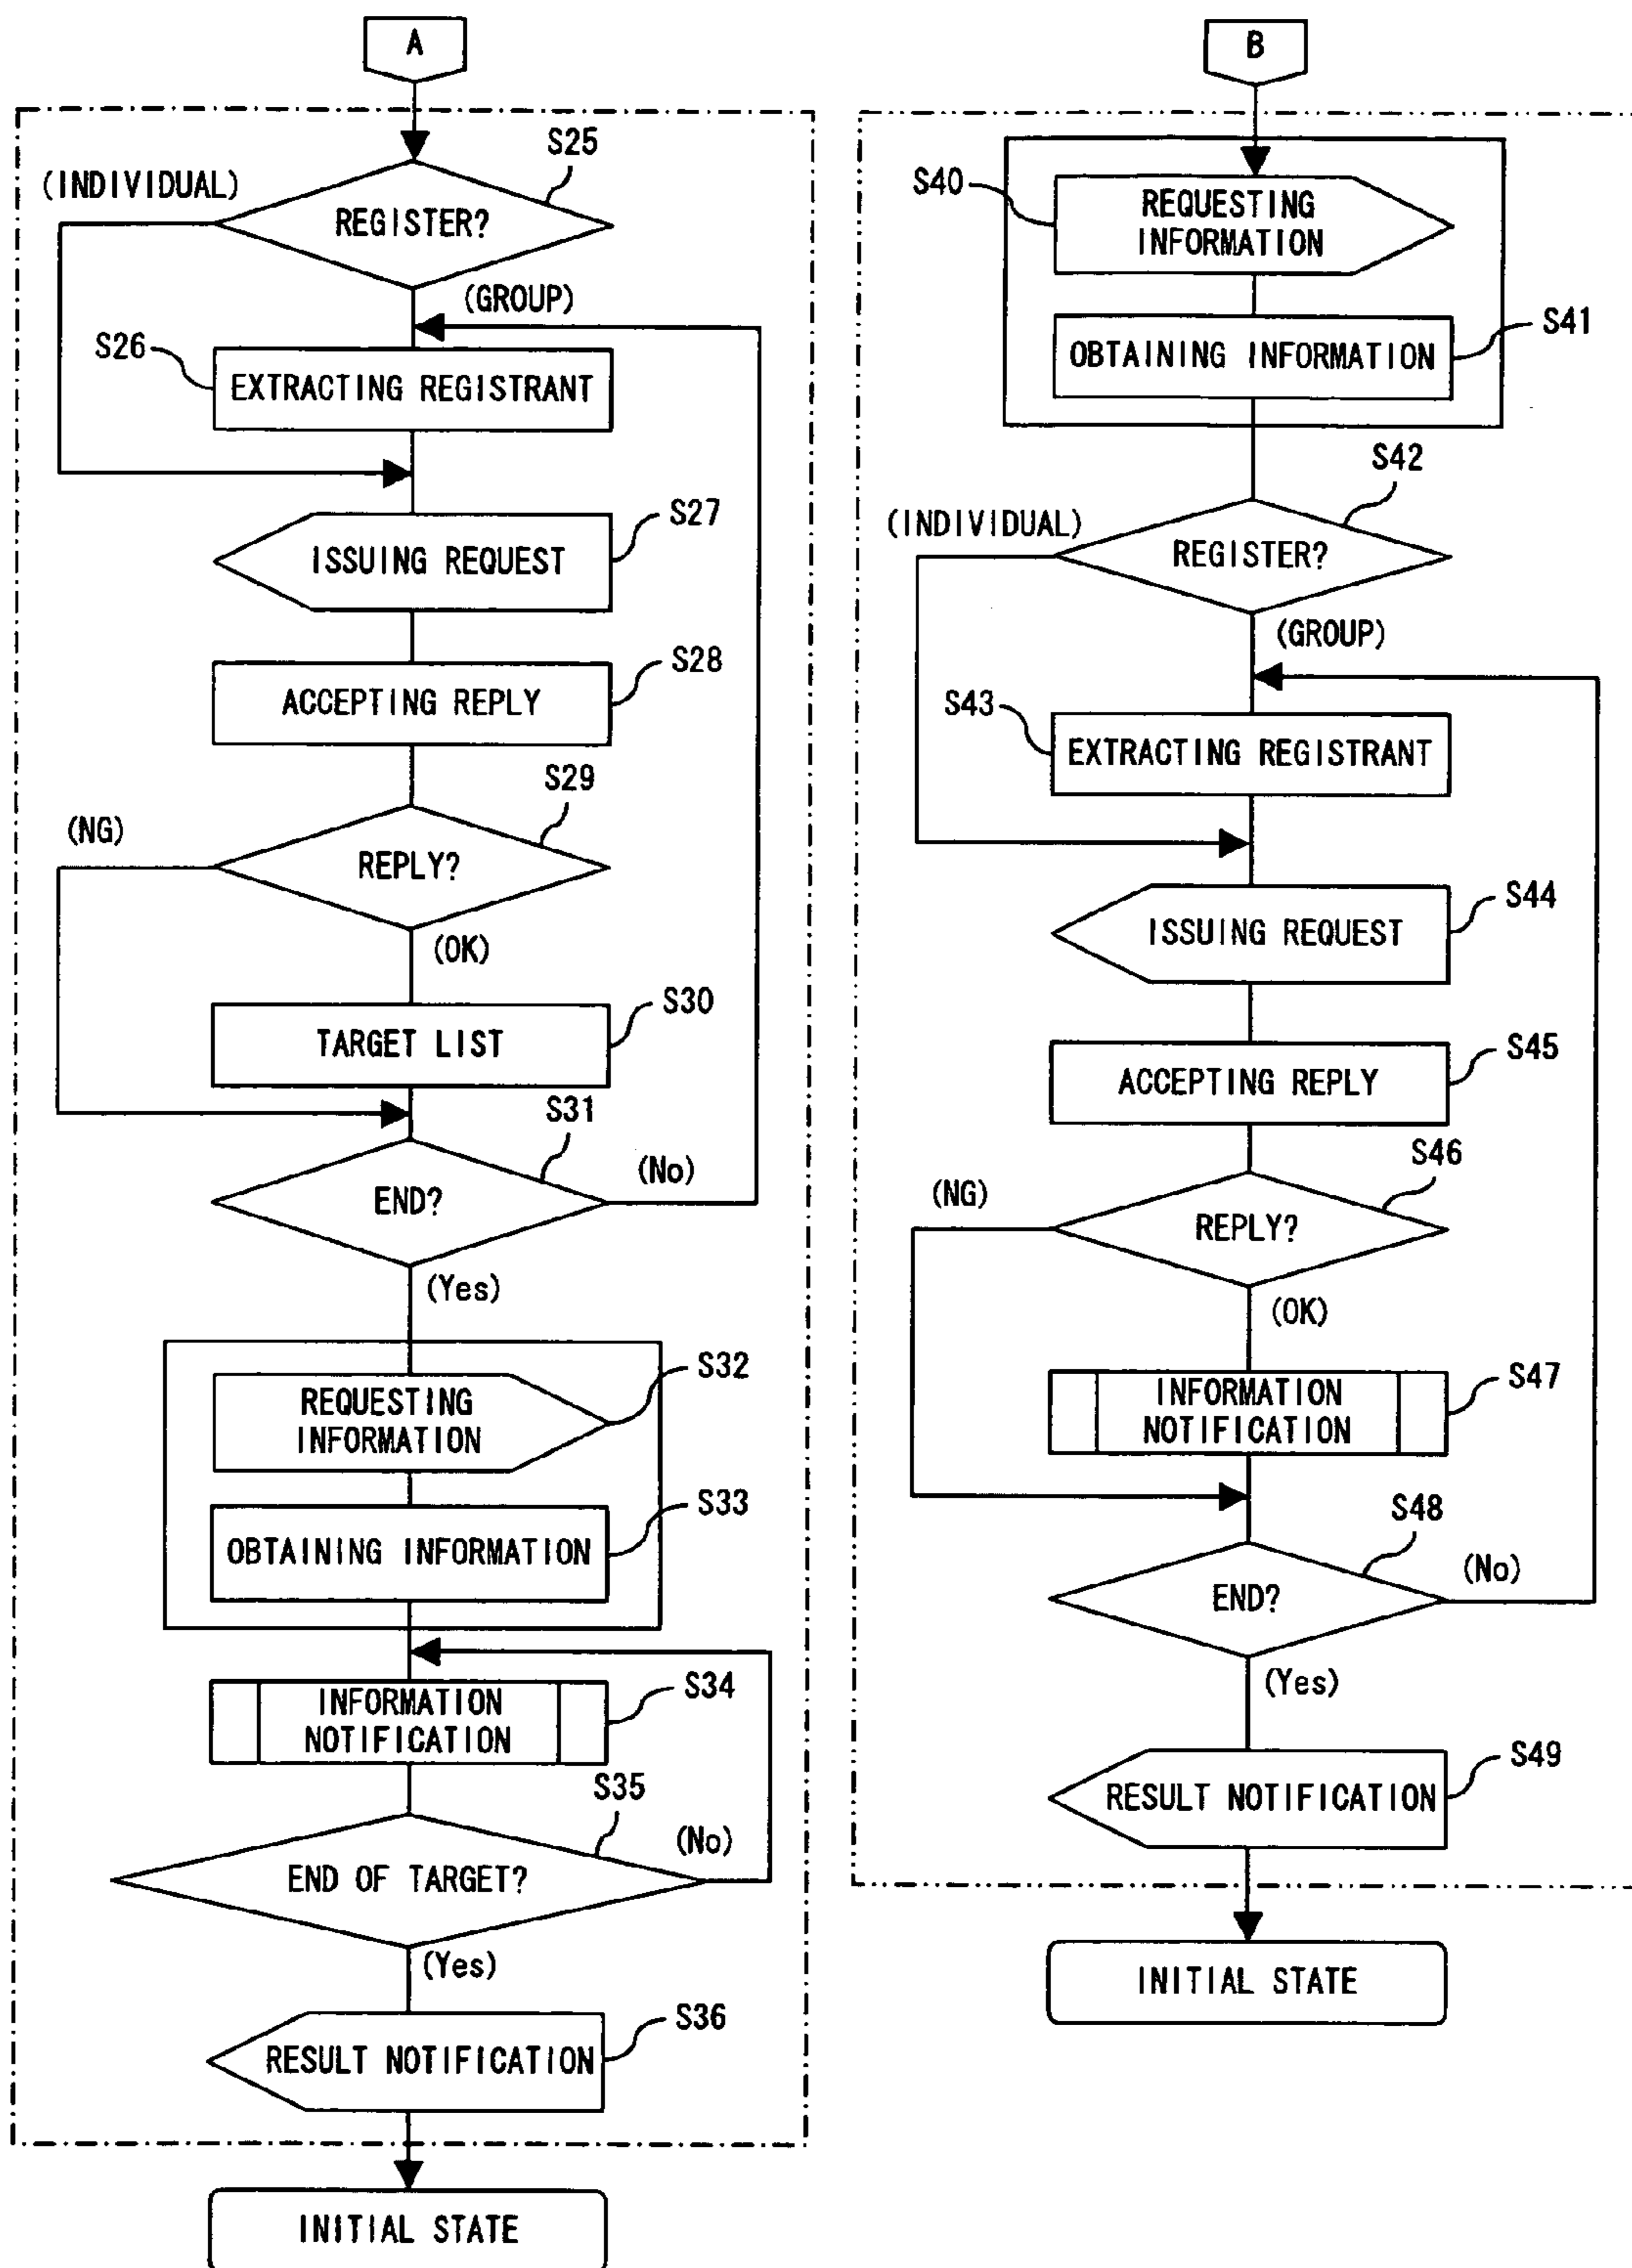 A
S25
(INDIVIDUAL)
REGISTER?
(GROUP)
S26
EXTRACTING REGISTRANT
S27
ISSUING REQUEST
S28
ACCEPTING REPLY
S29
(NG)
REPLY?
(OK)
S30
TARGET LIST
S31
END?
(No)
(Yes)
S32
REQUESTING
INFORMATION
S33
OBTAINING INFORMATION
S34
INFORMATION
NOTIFICATION
S35
END OF TARGET?
(No)
(Yes)
S36
RESULT NOTIFICATION
INITIAL STATE
B
S40
REQUESTING
INFORMATION
S41
OBTAINING INFORMATION
S42
(INDIVIDUAL)
REGISTER?
(GROUP)
S43
EXTRACTING REGISTRANT
S44
ISSUING REQUEST
S45
ACCEPTING REPLY
S46
(NG)
REPLY?
(OK)
S47
INFORMATION
NOTIFICATION
S48
END?
(No)
(Yes)
S49
RESULT NOTIFICATION
INITIAL STATE